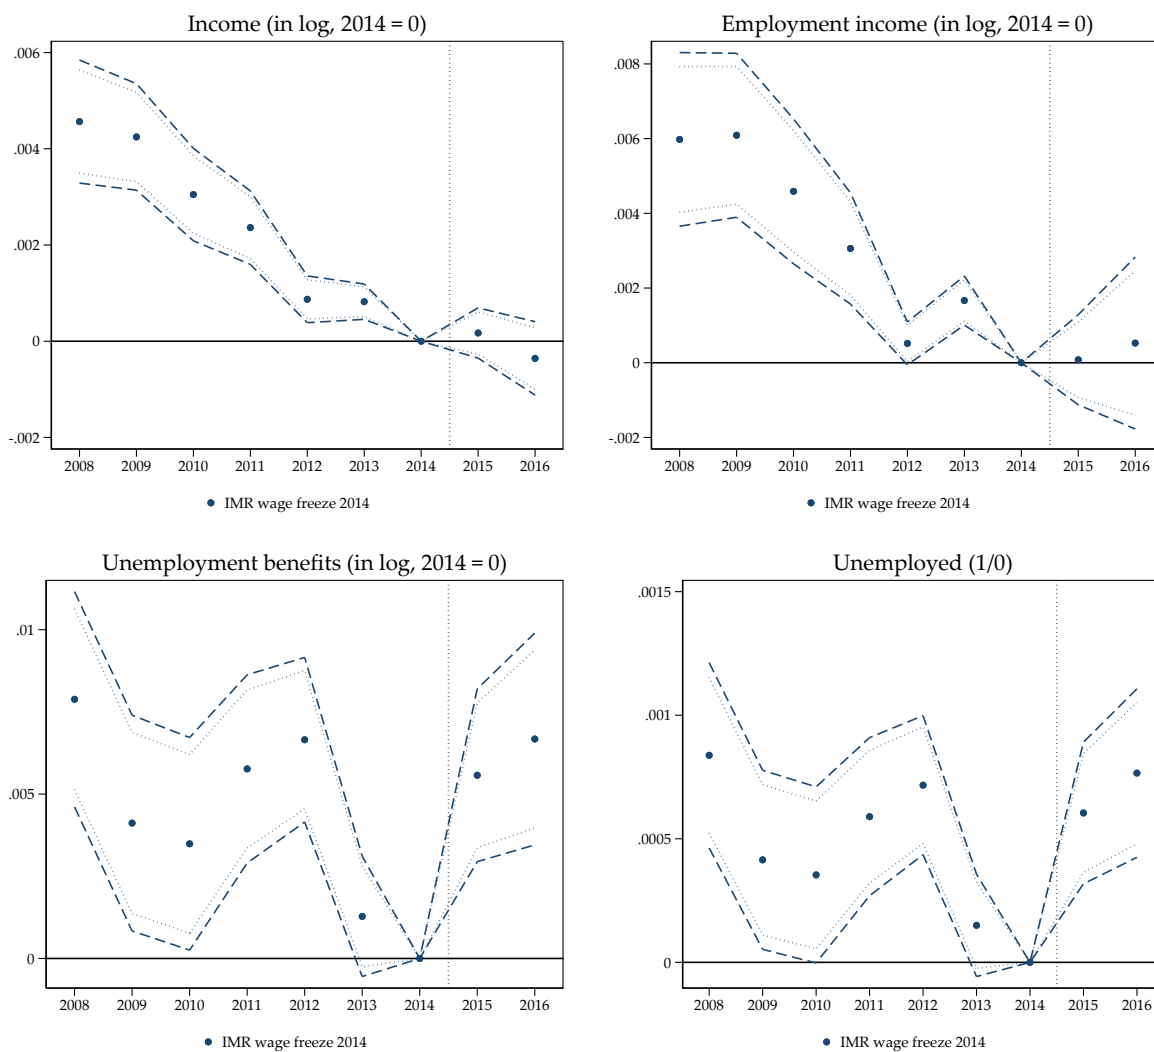 Income (in log, 2014 = 0)
.006
.004
.002
0
-.002
2008 2009 2010 2011 2012 2013 2014 2015 2016
IMR wage freeze 2014
Employment income (in log, 2014 = 0)
.008
.006
.004
.002
0
-.002
2008 2009 2010 2011 2012 2013 2014 2015 2016
IMR wage freeze 2014
Unemployment benefits (in log, 2014 = 0)
.01
.005
0
2008 2009 2010 2011 2012 2013 2014 2015 2016
IMR wage freeze 2014
Unemployed (1/0)
.0015
.001
.0005
0
2008 2009 2010 2011 2012 2013 2014 2015 2016
IMR wage freeze 2014